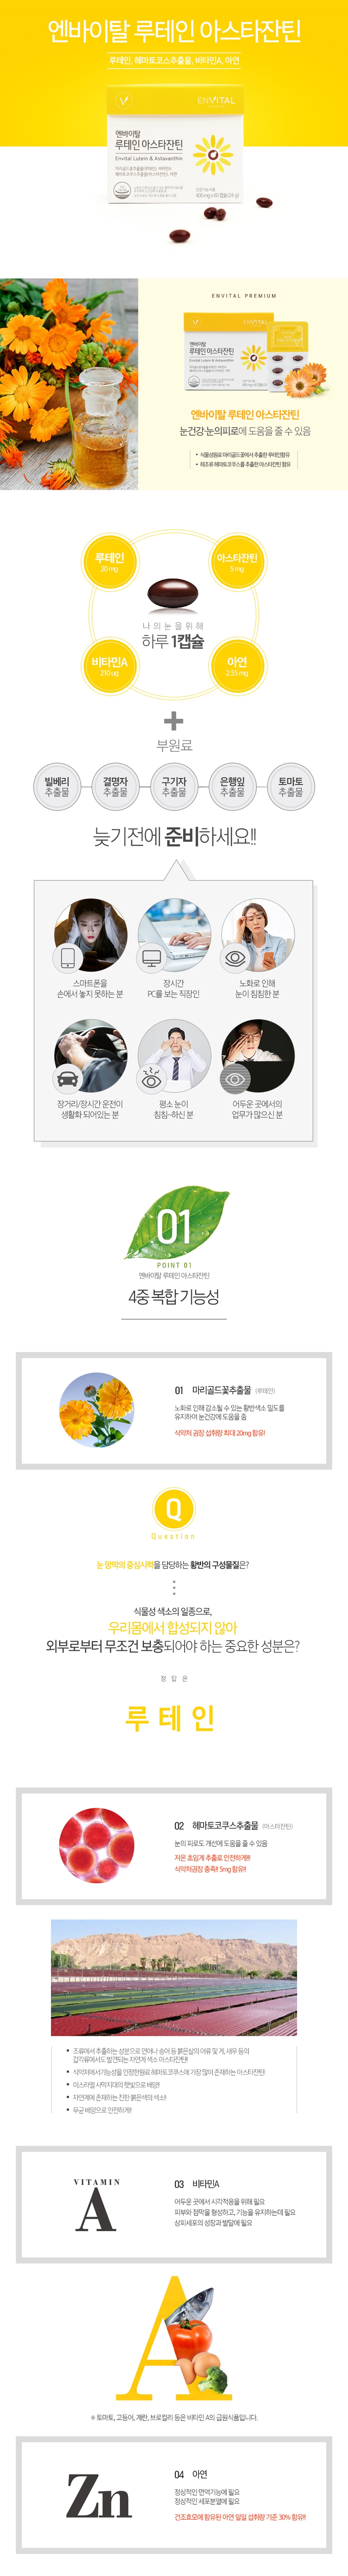 엔바이탈 루테인 아스타잔틴
루테인, 헤마토코스추출물, 비타민A, 아연
ENVITAL
엔바이탈
루테인 아스타잔틴
Envital Lutein & Astaxanthin
ENVITAL PREMIUM
ENVITAL
엔바이탈
루테인 아스타잔틴
엔바이탈 루테인 아스타잔틴
눈건강·눈의피로에 도움을 줄 수 있음
• 식물성원료 마리골드꽃에서 추출한 루테인함유
• 해조류 헤마토코쿠스를 추출한 아스타잔틴 함유
루테인
20mg
아스타잔틴
5mg
나의 눈을 위해
하루 1캡슐
비타민A
210ug
아연
2.55mg
+
부원료
빌베리
추출물
결명자
추출물
구기자
추출물
은행잎
추출물
토마토
추출물
늦기전에 준비하세요!!
스마트폰을
손에서 놓지 못하는 분
장시간
PC를 보는 직장인
노화로 인해
눈이 침침한 분
장거리/장시간 운전이
생활화 되어있는 분
평소 눈이
침침~하신 분
어두운 곳에서의
업무가 많으신 분
01
POINT 01
엔바이탈 루테인 아스타잔틴
4중 복합 기능성
01 마리골드꽃추출물 (루테인)
노화로 인해 감소될 수 있는 황반색소 밀도를
유지하여 눈건강에 도움을 줌
식약처 권장 섭취량 최대 20mg 함유!
Q
Question
눈 망막의 중심시력을 담당하는 황반의 구성물질은?
식물성 색소의 일종으로,
우리몸에서 합성되지 않아
외부로부터 무조건 보충되어야 하는 중요한 성분은?
정 답 은
루테인
02 헤마토코쿠스추출물 (아스타잔틴)
눈의 피로도 개선에 도움을 줄 수 있음
저온 초임계 추출로 안전하게!!!
식약처권장 충족!! 5mg 함유!!
• 조류에서 추출하는 성분으로 연어나 송어 등 붉은살의 어류 및 게, 새우 등의
갑각류에서도 발견되는 자연계 색소 아스타잔틴!
• 식약처에서 기능성을 인정한원료 헤마토코쿠스에 가장 많이 존재하는 아스타잔틴!
• 이스라엘 사막지대의 햇빛으로 배양!
• 자연계에 존재하는 진한 붉은색의 색소!
• 무균 배양으로 안전하게!!
VITAMIN
A
03 비타민A
어두운 곳에서 시각적응을 위해 필요
피부와 점막을 형성하고, 기능을 유지하는데 필요
상피세포의 성장과 발달에 필요
A
※ 토마토, 고등어, 계란, 브로컬리 등은 비타민 A의 급원식품입니다.
Zn
04 아연
정상적인 면역기능에 필요
정상적인 세포분열에 필요
건조효모에 함유된 아연 일일 섭취량 기준 30% 함유!!